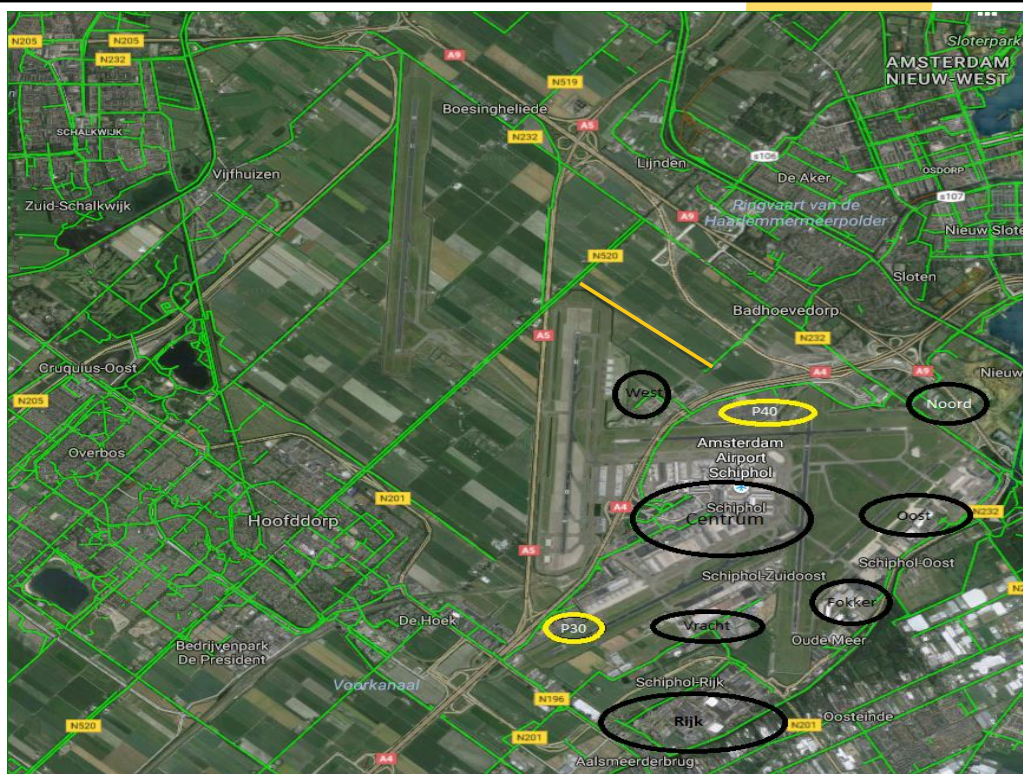 N205
N205
N232
A9
N519
Sloterpark
AMSTERDAM
NIEUW-WEST
Boesingheliede
A5
N232
SCHALKWIJK
Vijfhuizen
Lijnden
s106
De Aker
OSDORP
Zuid-Schalkwijk
s107
Ringvaart van de
Haarlemmermeerpolder
A9
Nieuw Slote
N520
Sloten
Badhoevedorp
A5
N232
Cruquius-Oost
A4
A9
Nieuw
N205
West
Noord
P40
Overbos
Amsterdam
Airport
Schiphol
N201
A4
Schiphol
Centrum
Oost
N232
Hoofddorp
A5
Schiphol-Oost
Schiphol-Zuidoost
Fokker
De Hoek
P30
Vracht
Oude Meer
Bedrijvenpark
De President
Voorkanaal
Schiphol-Rijk
N196
N520
Rijk
Oosteinde
N201
N201
A4
Aalsmeerderbrug